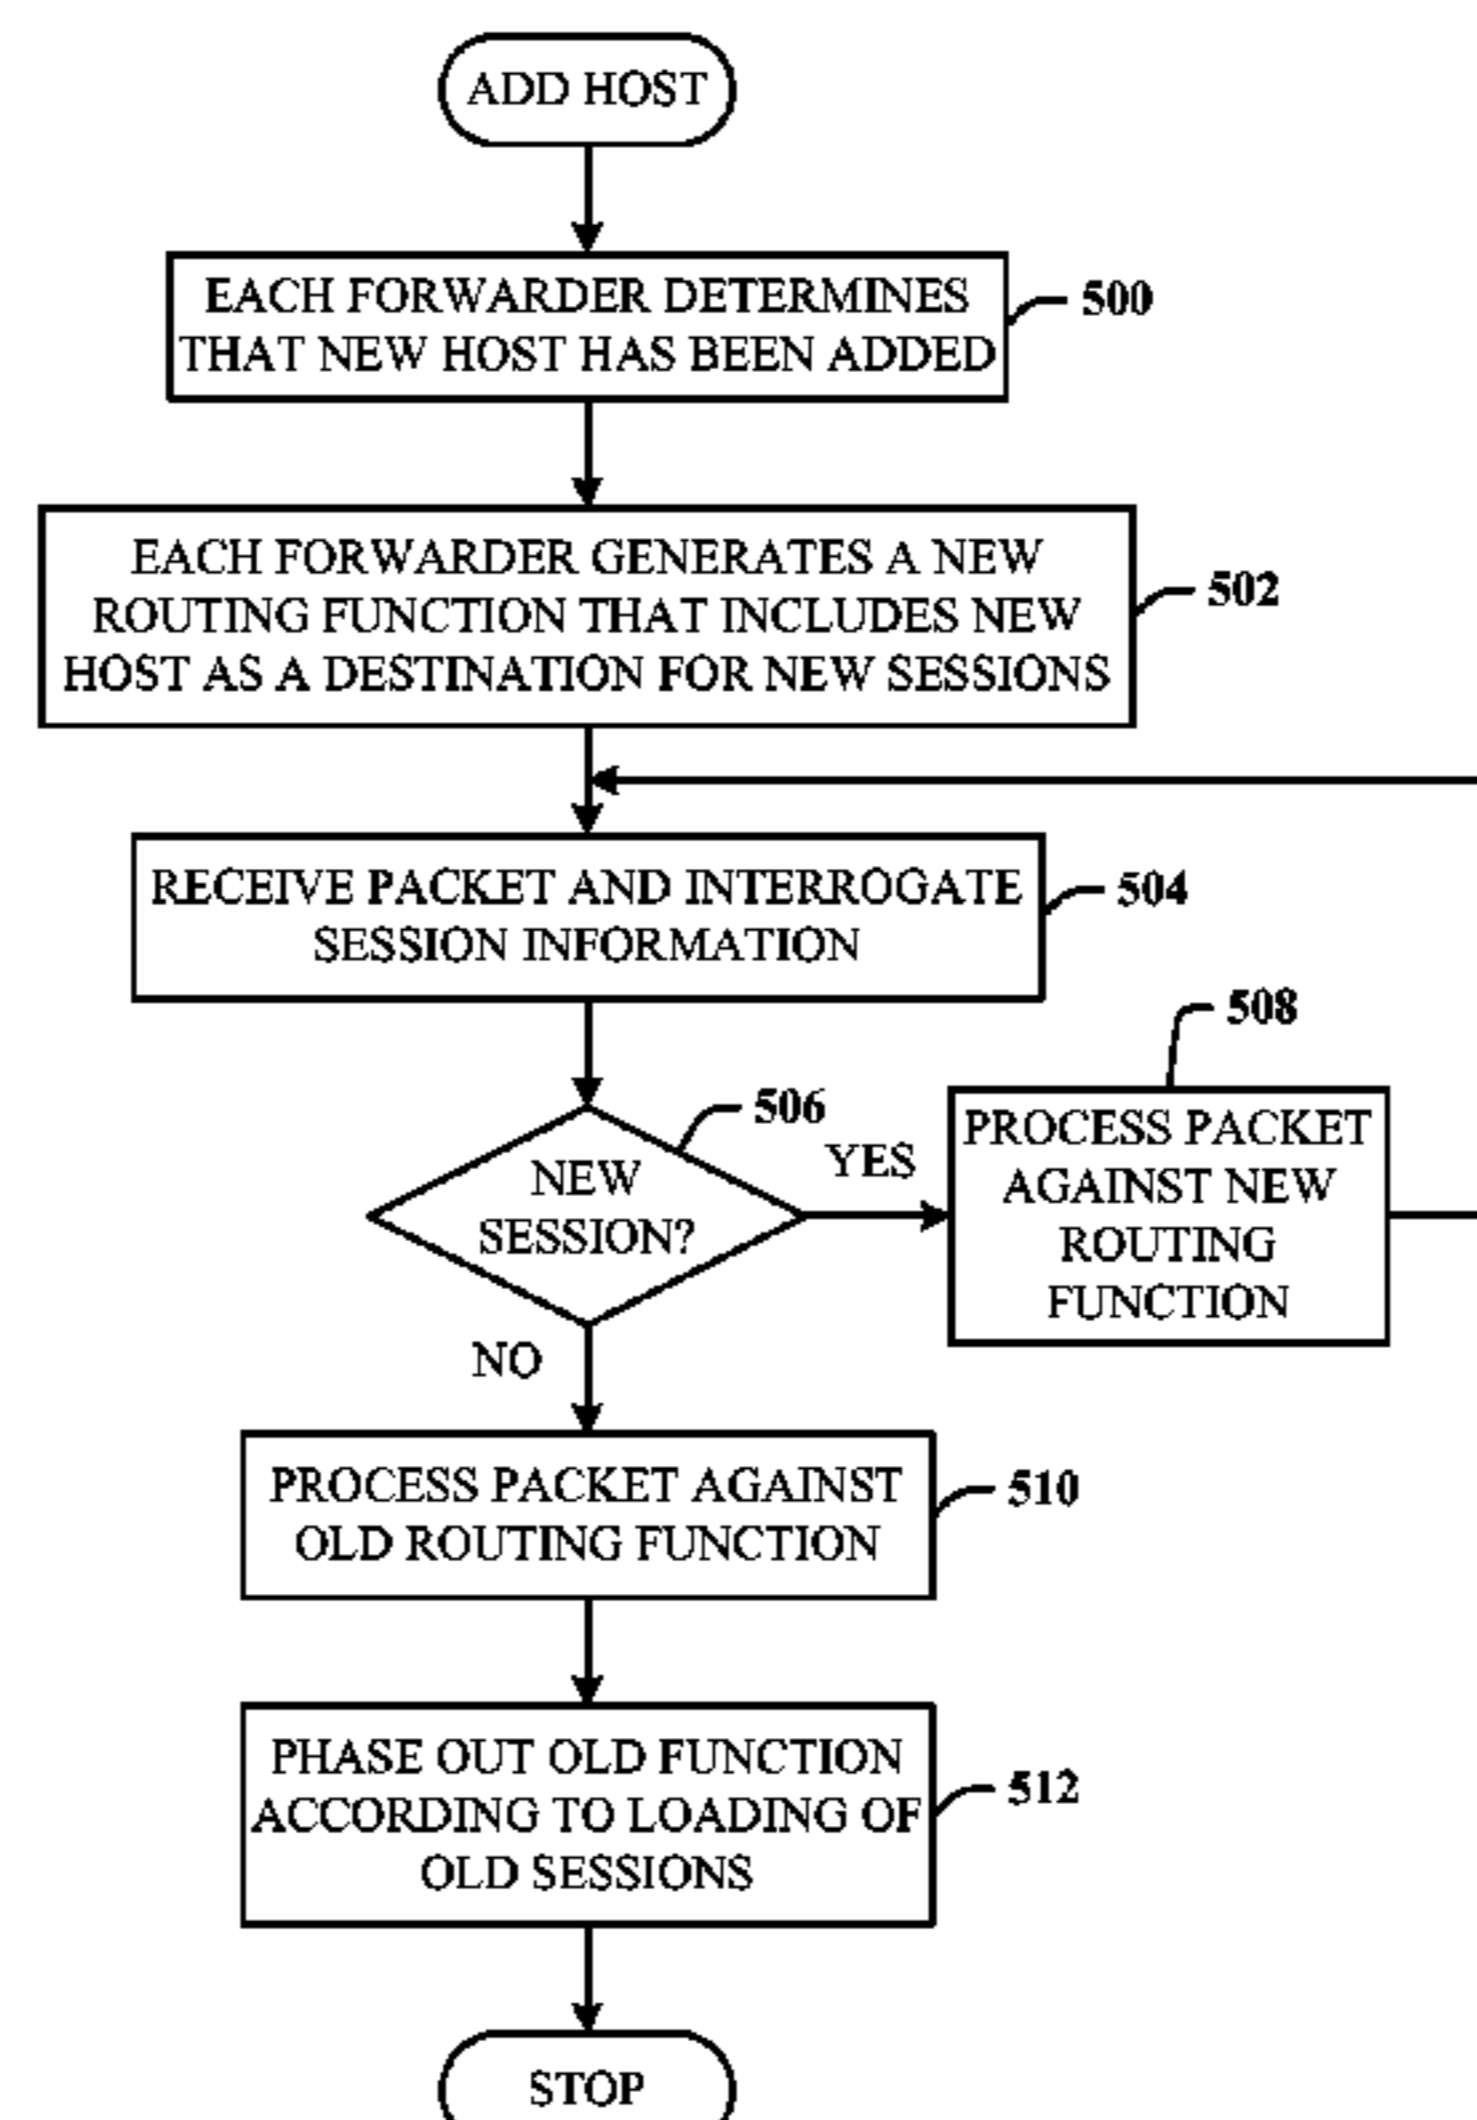 ADD HOST
EACH FORWARDER DETERMINES
THAT NEW HOST HAS BEEN ADDED
500
EACH FORWARDER GENERATES A NEW
ROUTING FUNCTION THAT INCLUDES NEW
HOST AS A DESTINATION FOR NEW SESSIONS
502
RECEIVE PACKET AND INTERROGATE
SESSION INFORMATION
504
NEW
SESSION?
506
YES
PROCESS PACKET
AGAINST NEW
ROUTING
FUNCTION
508
NO
PROCESS PACKET AGAINST
OLD ROUTING FUNCTION
510
PHASE OUT OLD FUNCTION
ACCORDING TO LOADING OF
OLD SESSIONS
512
STOP